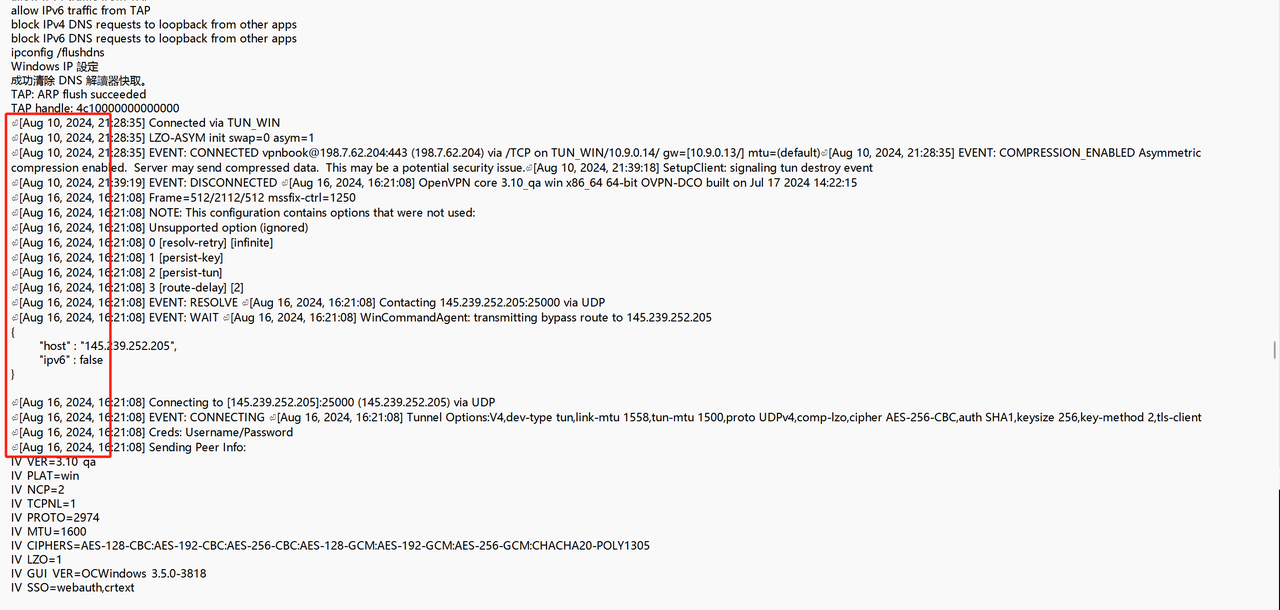 allow IPv6 traffic from TAP
block IPv4 DNS requests to loopback from other apps
block IPv6 DNS requests to loopback from other apps
ipconfig /flushdns
Windows IP 設定
成功清除 DNS 解讀器快取。
TAP: ARP flush succeeded
TAP handle: 4c10000000000000
⏎[Aug 10, 2024, 21:28:35] Connected via TUN_WIN
⏎[Aug 10, 2024, 21:28:35] LZO-ASYM init swap=0 asym=1
⏎[Aug 10, 2024, 21:28:35] EVENT: CONNECTED vpnbook@198.7.62.204:443 (198.7.62.204) via /TCP on TUN_WIN/10.9.0.14/ gw=[10.9.0.13/] mtu=(default)⏎[Aug 10, 2024, 21:28:35] EVENT: COMPRESSION_ENABLED Asymmetric
compression enabled.  Server may send compressed data.  This may be a potential security issue.⏎[Aug 10, 2024, 21:39:18] SetupClient: signaling tun destroy event
⏎[Aug 10, 2024, 21:39:19] EVENT: DISCONNECTED ⏎[Aug 16, 2024, 16:21:08] OpenVPN core 3.10_qa win x86_64 64-bit OVPN-DCO built on Jul 17 2024 14:22:15
⏎[Aug 16, 2024, 16:21:08] Frame=512/2112/512 mssfix-ctrl=1250
⏎[Aug 16, 2024, 16:21:08] NOTE: This configuration contains options that were not used:
⏎[Aug 16, 2024, 16:21:08] Unsupported option (ignored)
⏎[Aug 16, 2024, 16:21:08] 0 [resolv-retry] [infinite]
⏎[Aug 16, 2024, 16:21:08] 1 [persist-key]
⏎[Aug 16, 2024, 16:21:08] 2 [persist-tun]
⏎[Aug 16, 2024, 16:21:08] 3 [route-delay] [2]
⏎[Aug 16, 2024, 16:21:08] EVENT: RESOLVE ⏎[Aug 16, 2024, 16:21:08] Contacting 145.239.252.205:25000 via UDP
⏎[Aug 16, 2024, 16:21:08] EVENT: WAIT ⏎[Aug 16, 2024, 16:21:08] WinCommandAgent: transmitting bypass route to 145.239.252.205
{
"host" : "145.239.252.205",
"ipv6" : false
}
⏎[Aug 16, 2024, 16:21:08] Connecting to [145.239.252.205]:25000 (145.239.252.205) via UDP
⏎[Aug 16, 2024, 16:21:08] EVENT: CONNECTING ⏎[Aug 16, 2024, 16:21:08] Tunnel Options:V4,dev-type tun,link-mtu 1558,tun-mtu 1500,proto UDPv4,comp-lzo,cipher AES-256-CBC,auth SHA1,keysize 256,key-method 2,tls-client
⏎[Aug 16, 2024, 16:21:08] Creds: Username/Password
⏎[Aug 16, 2024, 16:21:08] Sending Peer Info:
IV_VER=3.10_qa
IV_PLAT=win
IV_NCP=2
IV_TCPNL=1
IV_PROTO=2974
IV_MTU=1600
IV_CIPHERS=AES-128-CBC:AES-192-CBC:AES-256-CBC:AES-128-GCM:AES-192-GCM:AES-256-GCM:CHACHA20-POLY1305
IV_LZO=1
IV_GUI_VER=OCWindows_3.5.0-3818
IV_SSO=webauth,crtext